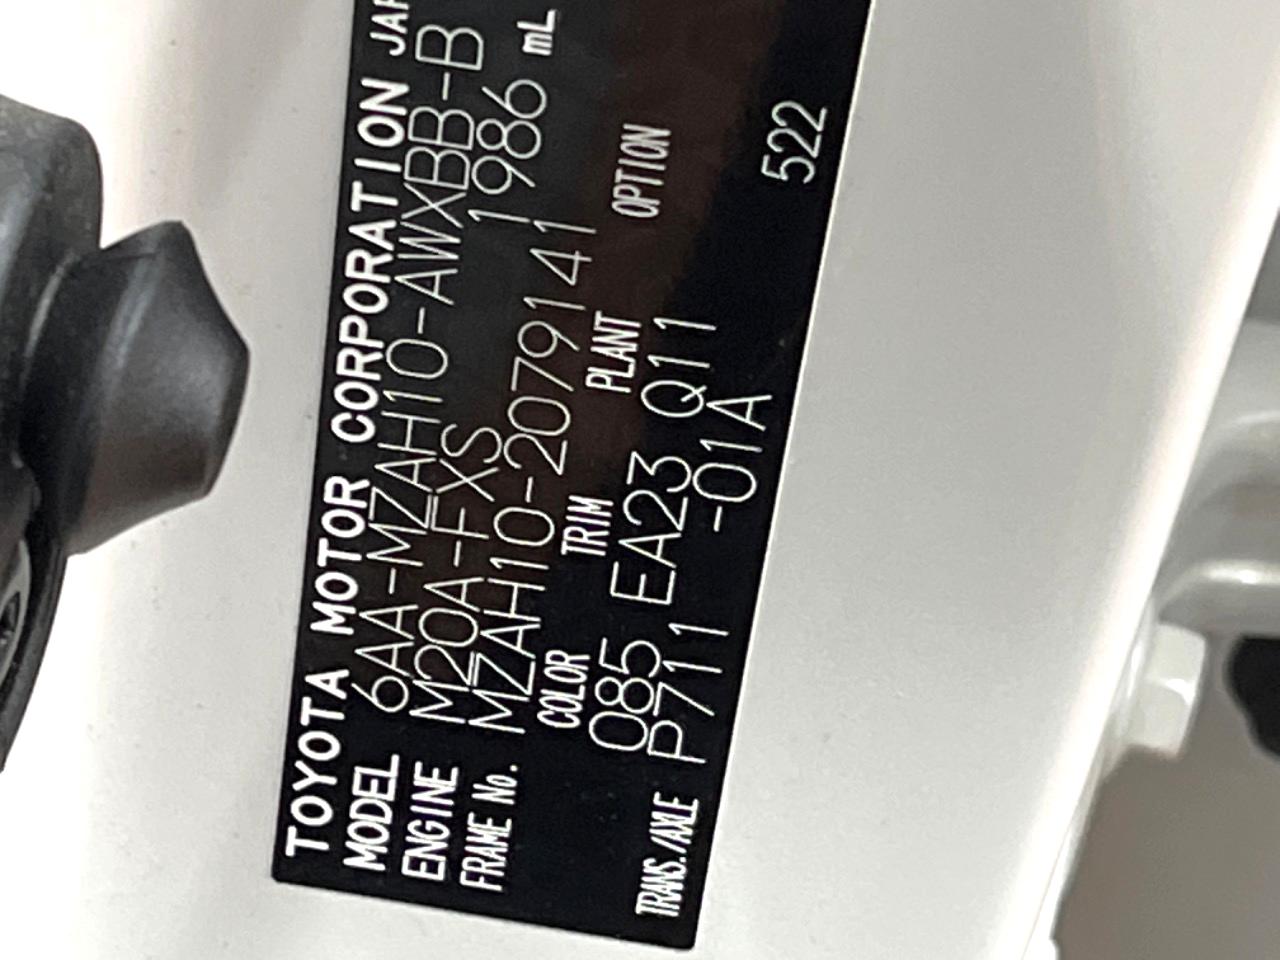 TOYOTA MOTOR CORPORATION JAP
MODEL 6AA-MZAH10-AWXBB-B
ENGINE M20A-FXS 1986 mL
FRAME No. MZAH10-2079141
COLOR TRIM PLANT OPTION
085 EA23 Q11
TRANS./AXLE P711 -01A
522